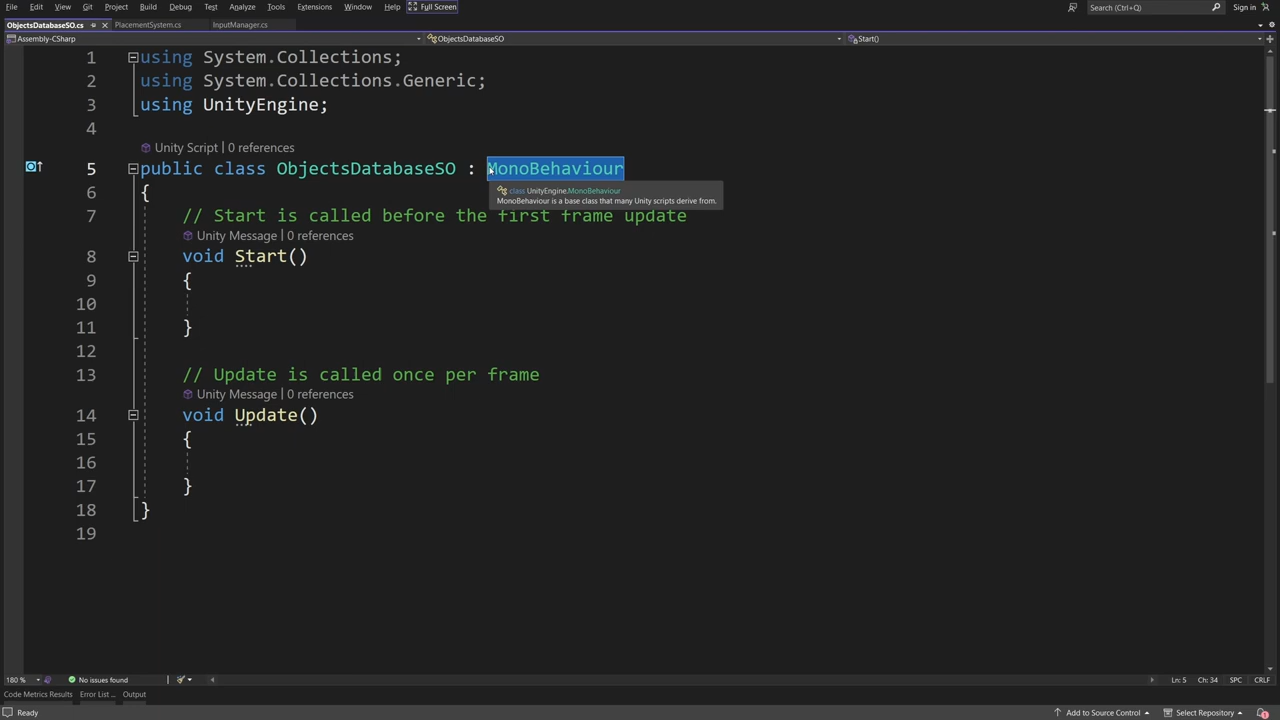 File Edit View Git Project Build Debug Test Analyze Tools Extensions Window Help Full Screen Search (Ctrl+Q) Sign in
ObjectsDatabaseSO.cs PlacementSystem.cs InputManager.cs
Assembly-CSharp ObjectsDatabaseSO Start()
1 using System.Collections;
2 using System.Collections.Generic;
3 using UnityEngine;
4
Unity Script | 0 references
5 public class ObjectsDatabaseSO : MonoBehaviour
6 {
class UnityEngine.MonoBehaviour
MonoBehaviour is a base class that many Unity scripts derive from.
7 // Start is called before the first frame update
Unity Message | 0 references
8 void Start()
9 {
10
11 }
12
13 // Update is called once per frame
Unity Message | 0 references
14 void Update()
15 {
16
17 }
18 }
19
180 % No issues found Ln: 5 Ch: 34 SPC CRLF
Code Metrics Results Error List ... Output
Ready Add to Source Control Select Repository 1